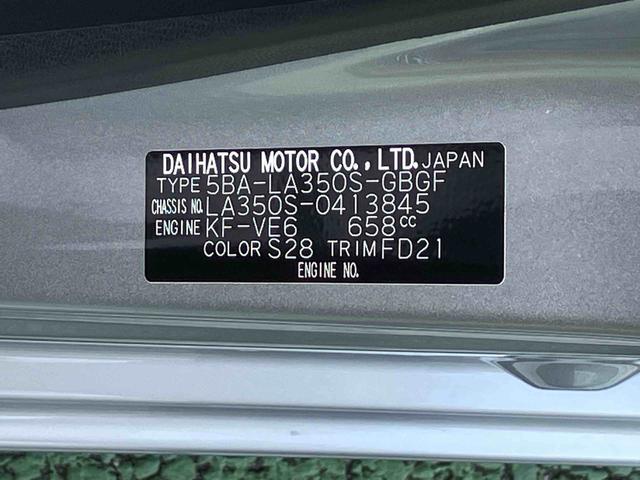 DAIHATSU MOTOR CO., LTD. JAPAN
TYPE 5BA-LA350S-GBGF
CHASSIS NO. LA350S-0413845
ENGINE KF-VE6 658cc
COLOR S28 TRIM FD21
ENGINE NO.